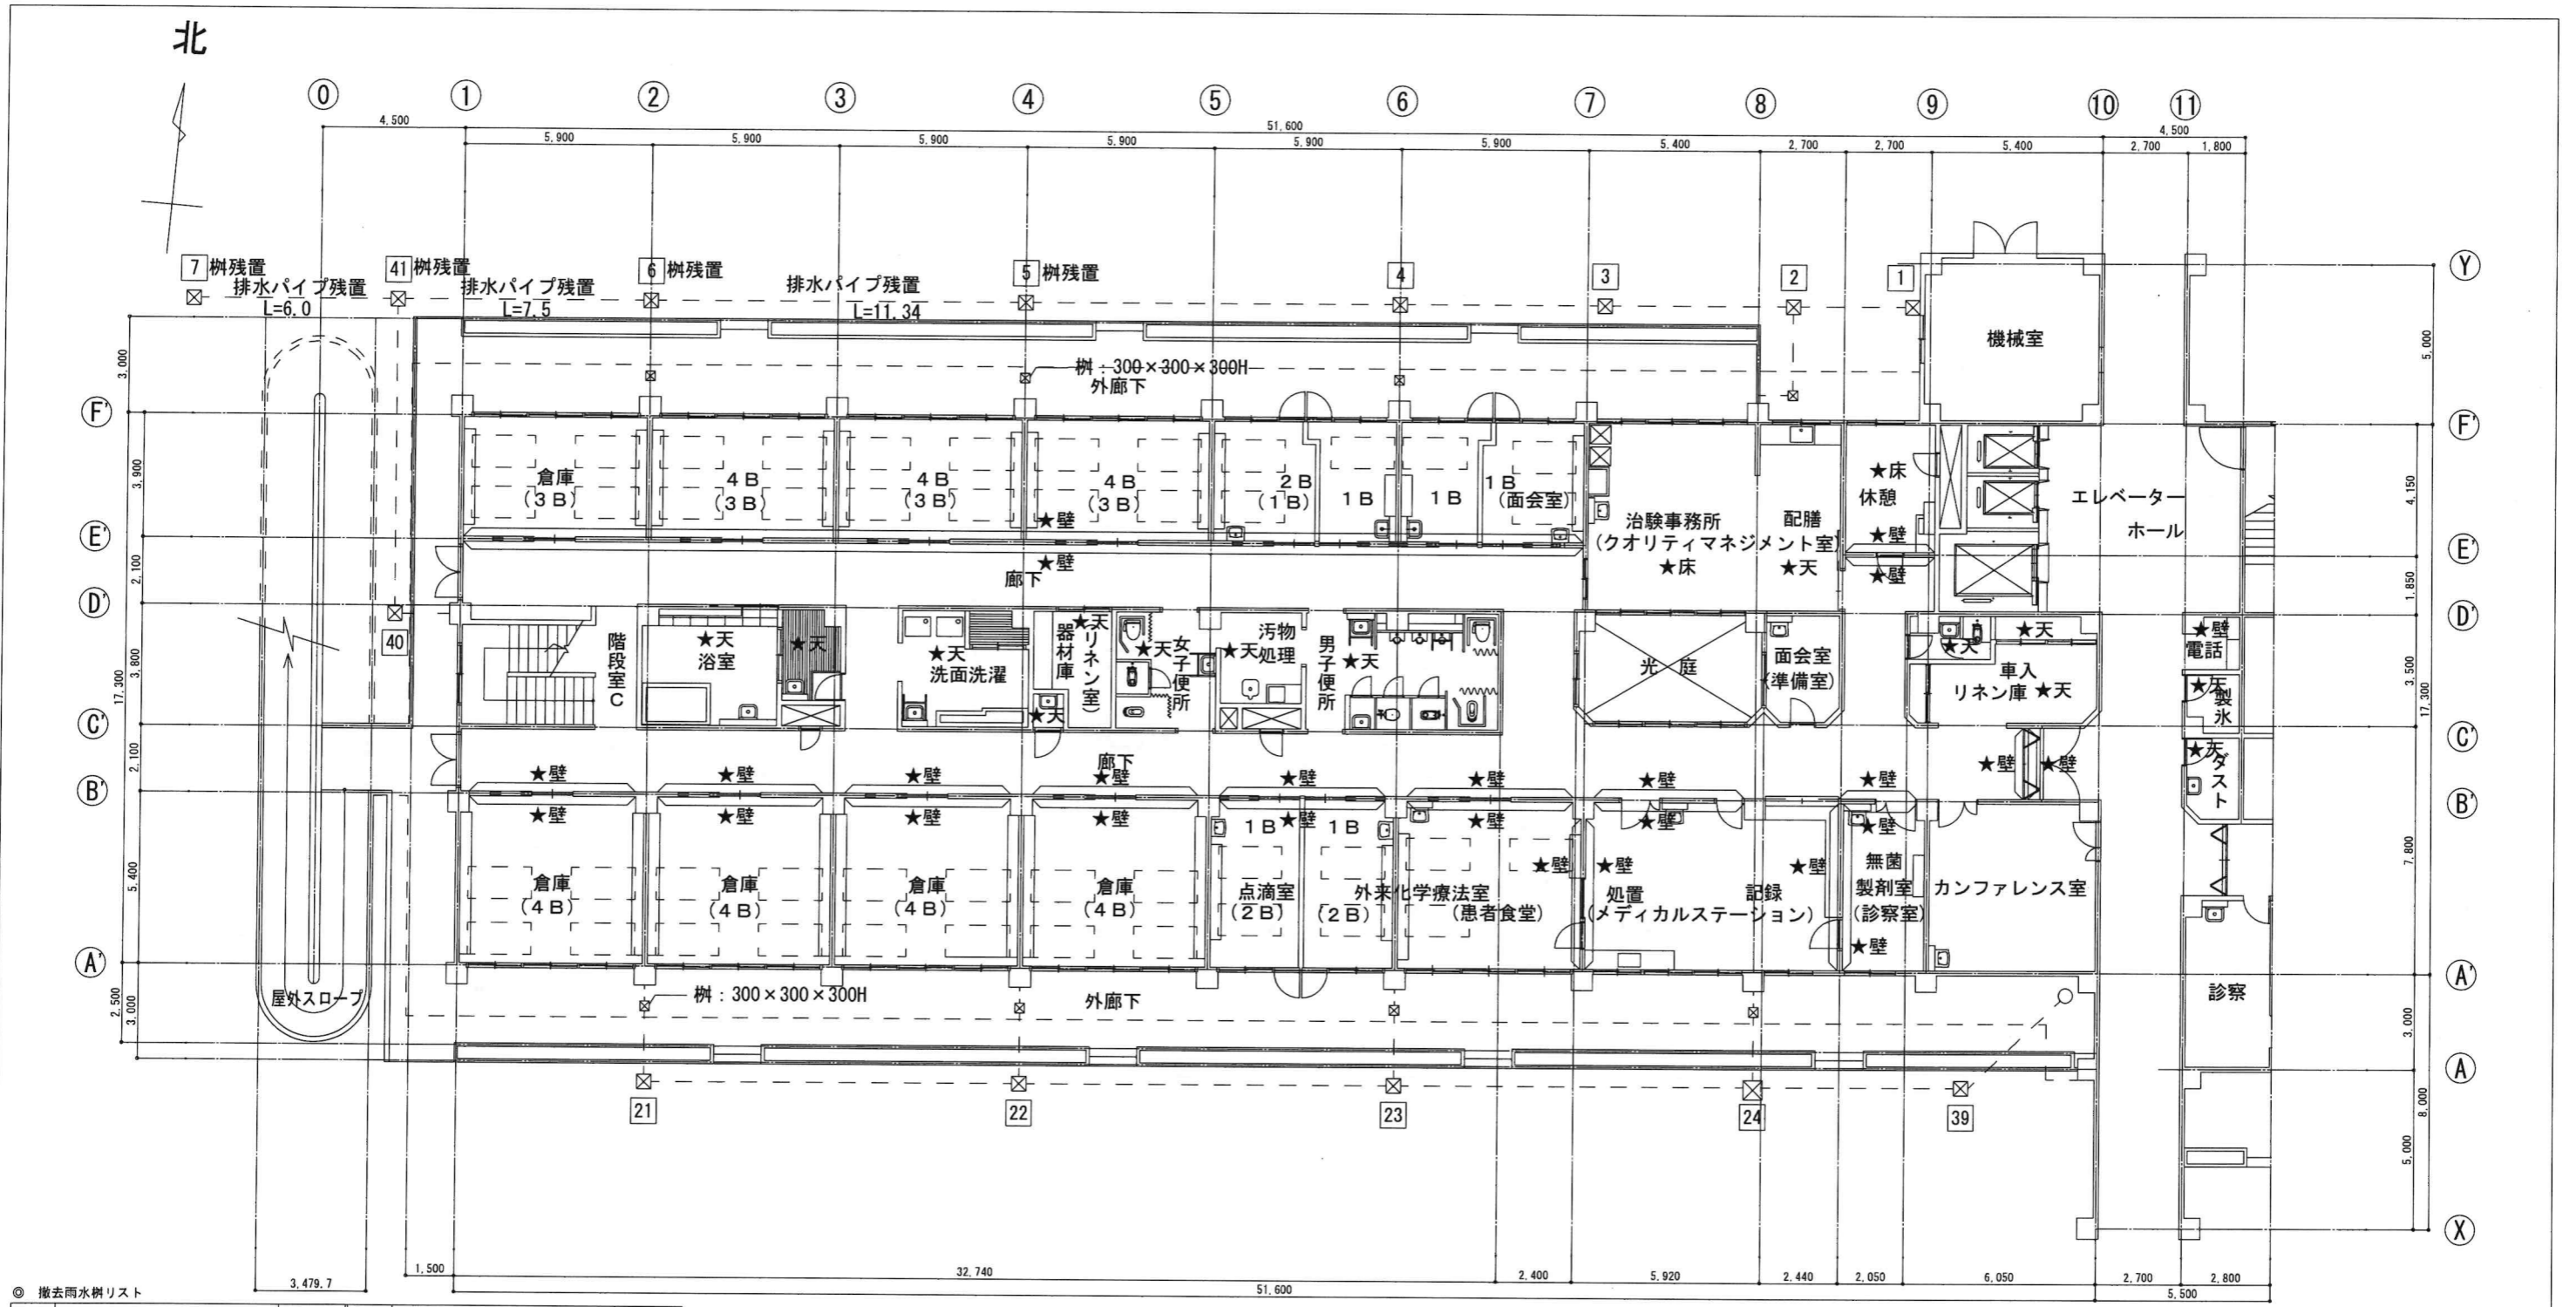 北
⓪ ① ② ③ ④ ⑤ ⑥ ⑦ ⑧ ⑨ ⑩ ⑪
4,500 51,600 4,500
5,900 5,900 5,900 5,900 5,900 5,900 5,400 2,700 2,700 5,400 2,700 1,800
7 桝残置 41 桝残置 6 桝残置 5 桝残置 4 3 2 1 Y
排水パイプ残置 排水パイプ残置 排水パイプ残置
L=6.0 L=7.5 L=11.34
機械室
3,000 5,000
桝：300×300×300H
外廊下
F' F'
倉庫 4B 4B 4B 2B 1B 1B 1B
(3B) (3B) (3B) (3B) (1B) (面会室)
★床
休憩
エレベーター
ホール
3,900 4,150
★壁
治験事務所 配膳 ★壁
(クオリティマネジメント室)
★床 ★天
E' E'
★壁
★壁
廊下
2,100 1,850
D' D'
40
階段室C
★天
浴室
★天
★天
洗面洗濯
器材庫
★天
(リネン室)
★天
★天
女子便所
★天
汚物
処理
男子便所
★天
光 庭
面会室
(準備室)
★天
★天
車入
リネン庫 ★天
★壁
電話
★天
製氷
3,800 3,500
17,300 17,300
C' C'
廊下
★天
ダスト
2,100
★壁 ★壁 ★壁 ★壁 ★壁 ★壁 ★壁 ★壁 ★壁 ★壁
B' B'
★壁 ★壁 ★壁 ★壁 ★壁 ★壁 ★壁 ★壁
1B 1B
★壁 ★壁 ★壁
倉庫 倉庫 倉庫 倉庫 点滴室 外来化学療法室 処置 記録
(4B) (4B) (4B) (4B) (2B) (2B) (患者食堂) (メディカルステーション)
無菌
製剤室
(診察室)
★壁
カンファレンス室
5,400 7,800
A' A'
屋外スロープ
桝：300×300×300H
外廊下
診察
2,500 3,000 3,000
A
21 22 23 24 39
8,000
5,000
X
3,479.7 1,500 32,740 2,400 5,920 2,440 2,050 6,050 2,700 2,800
51,600 5,500
◎ 撤去雨水桝リスト